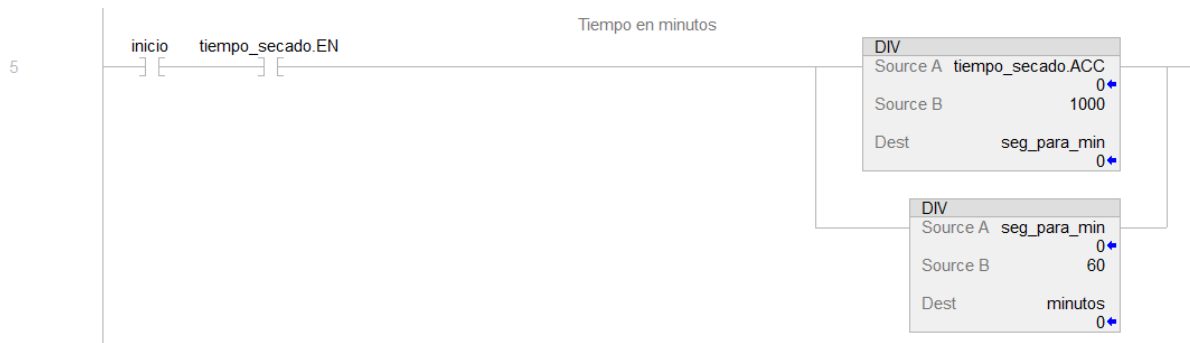 Tiempo en minutos
inicio tiempo_secado.EN
5
DIV
Source A tiempo_secado.ACC
0
Source B 1000
Dest seg_para_min
0
DIV
Source A seg_para_min
0
Source B 60
Dest minutos
0